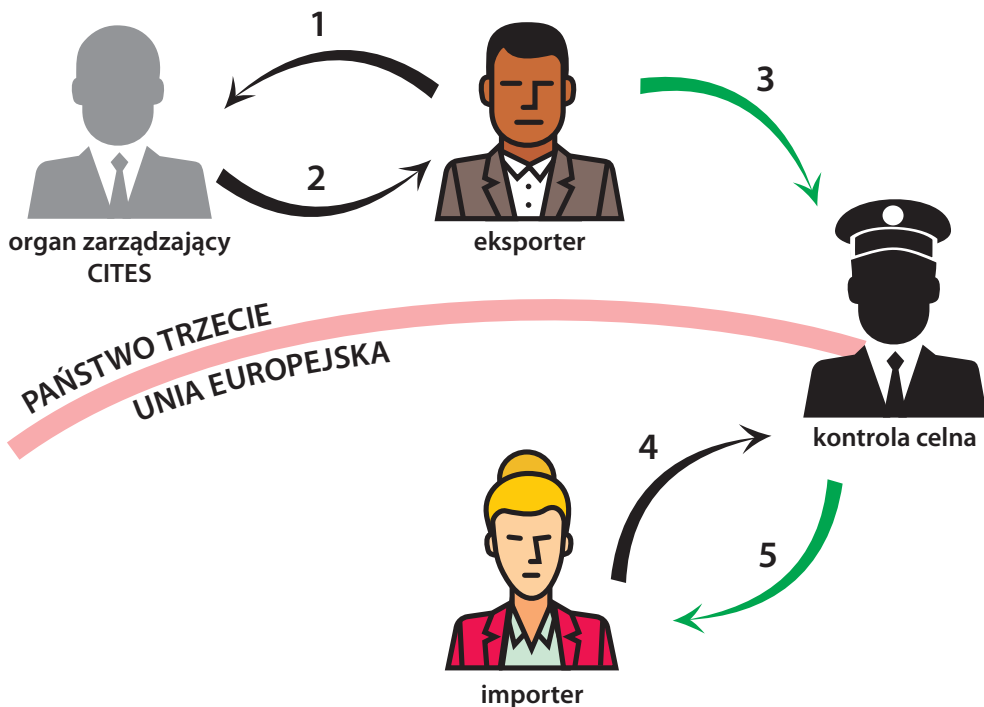 1
3
2
organ zarządzający
CITES
eksporter
PAŃSTWO TRZECIE
UNIA EUROPEJSKA
kontrola celna
4
5
importer